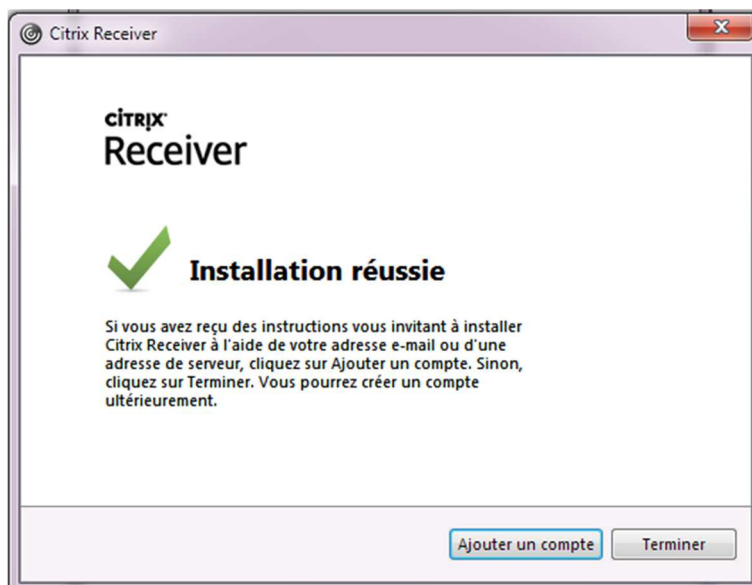 Citrix Receiver
CİTRIX
Receiver
Installation réussie
Si vous avez reçu des instructions vous invitant à installer
Citrix Receiver à l'aide de votre adresse e-mail ou d'une
adresse de serveur, cliquez sur Ajouter un compte. Sinon,
cliquez sur Terminer. Vous pourrez créer un compte
ultérieurement.
Ajouter un compte
Terminer